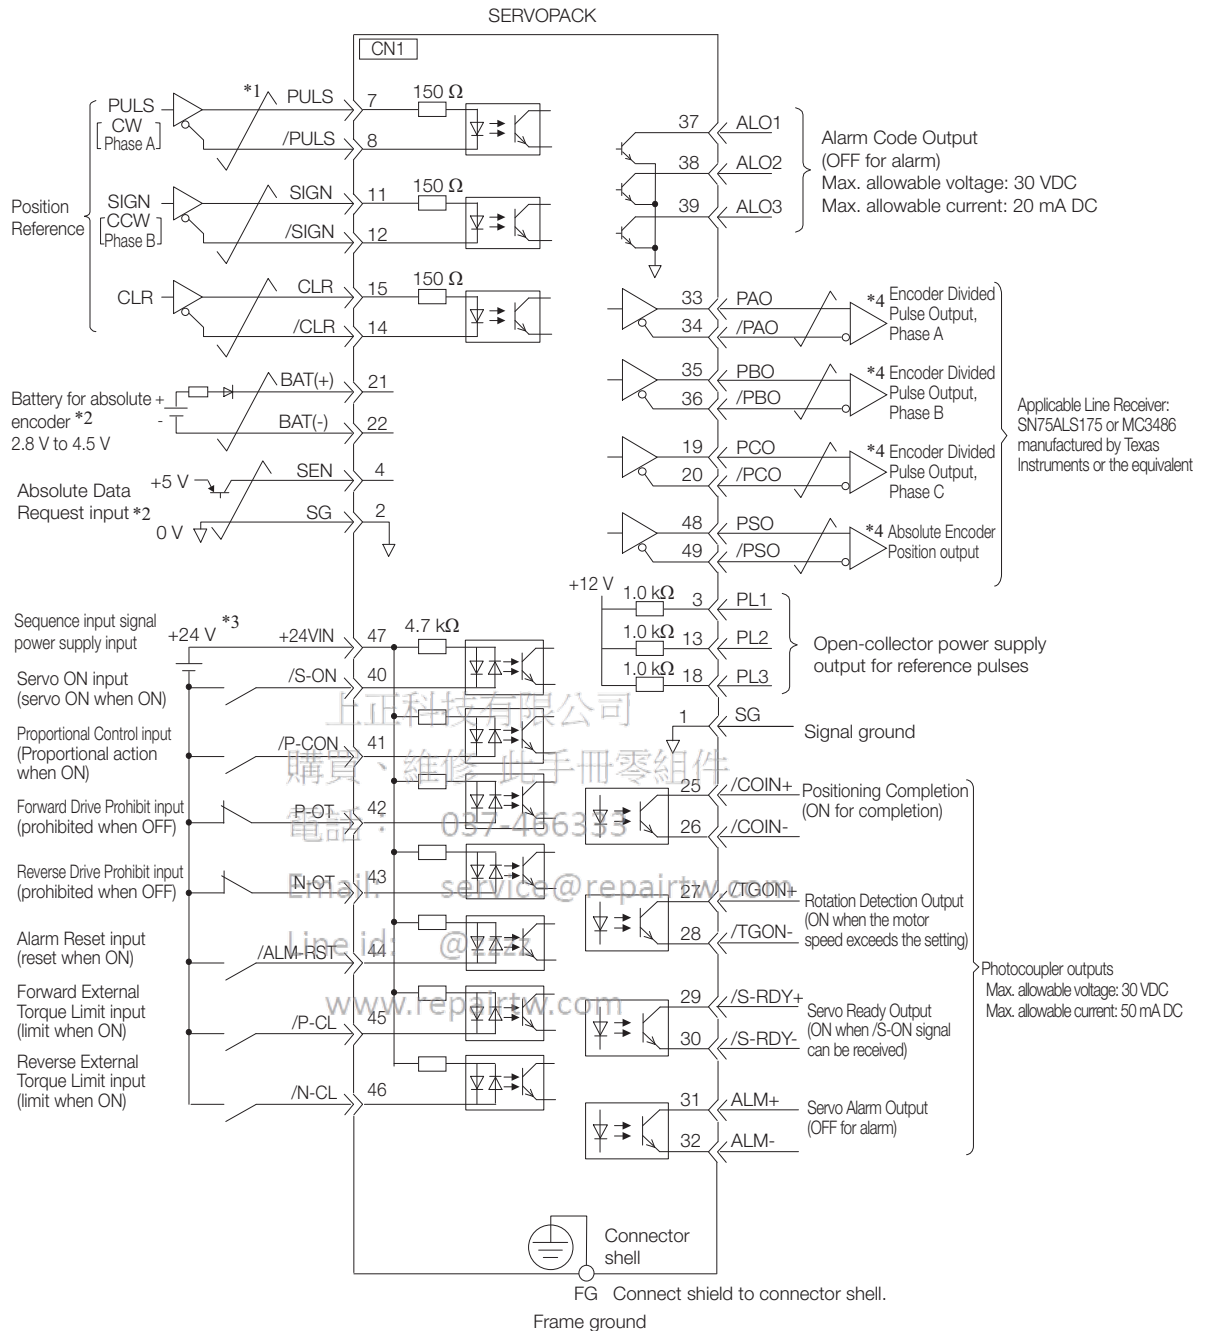 SERVOPACK
CN1
Position
Reference
PULS
CW
Phase A
*1
PULS
7
150 Ω
/PULS
8
SIGN
CCW
Phase B
SIGN
11
150 Ω
/SIGN
12
CLR
CLR
15
150 Ω
/CLR
14
Battery for absolute
encoder *2
2.8 V to 4.5 V
+
-
BAT(+)
21
BAT(-)
22
Absolute Data
Request input *2
+5 V
SEN
4
0 V
SG
2
Sequence input signal
power supply input
+24 V
*3
+24VIN
47
4.7 kΩ
Servo ON input
(servo ON when ON)
/S-ON
40
Proportional Control input
(Proportional action
when ON)
/P-CON
41
Forward Drive Prohibit input
(prohibited when OFF)
P-OT
42
Reverse Drive Prohibit input
(prohibited when OFF)
N-OT
43
Alarm Reset input
(reset when ON)
/ALM-RST
44
Forward External
Torque Limit input
(limit when ON)
/P-CL
45
Reverse External
Torque Limit input
(limit when ON)
/N-CL
46
37
ALO1
38
ALO2
39
ALO3
Alarm Code Output
(OFF for alarm)
Max. allowable voltage: 30 VDC
Max. allowable current: 20 mA DC
33
PAO
34
/PAO
*4 Encoder Divided
Pulse Output,
Phase A
35
PBO
36
/PBO
*4 Encoder Divided
Pulse Output,
Phase B
19
PCO
20
/PCO
*4 Encoder Divided
Pulse Output,
Phase C
48
PSO
49
/PSO
*4 Absolute Encoder
Position output
Applicable Line Receiver:
SN75ALS175 or MC3486
manufactured by Texas
Instruments or the equivalent
+12 V
1.0 kΩ
3
PL1
1.0 kΩ
13
PL2
1.0 kΩ
18
PL3
Open-collector power supply
output for reference pulses
1
SG
Signal ground
25
/COIN+
26
/COIN-
Positioning Completion
(ON for completion)
27
/TGON+
28
/TGON-
Rotation Detection Output
(ON when the motor
speed exceeds the setting)
29
/S-RDY+
30
/S-RDY-
Servo Ready Output
(ON when /S-ON signal
can be received)
31
ALM+
32
ALM-
Servo Alarm Output
(OFF for alarm)
Photocoupler outputs
Max. allowable voltage: 30 VDC
Max. allowable current: 50 mA DC
上正科技有限公司
購買、維修 此手冊零組件
電話： 037-466333
Email: service@repairtw.com
Line id: @zzzz
www.repairtw.com
Connector
shell
FG Connect shield to connector shell.
Frame ground